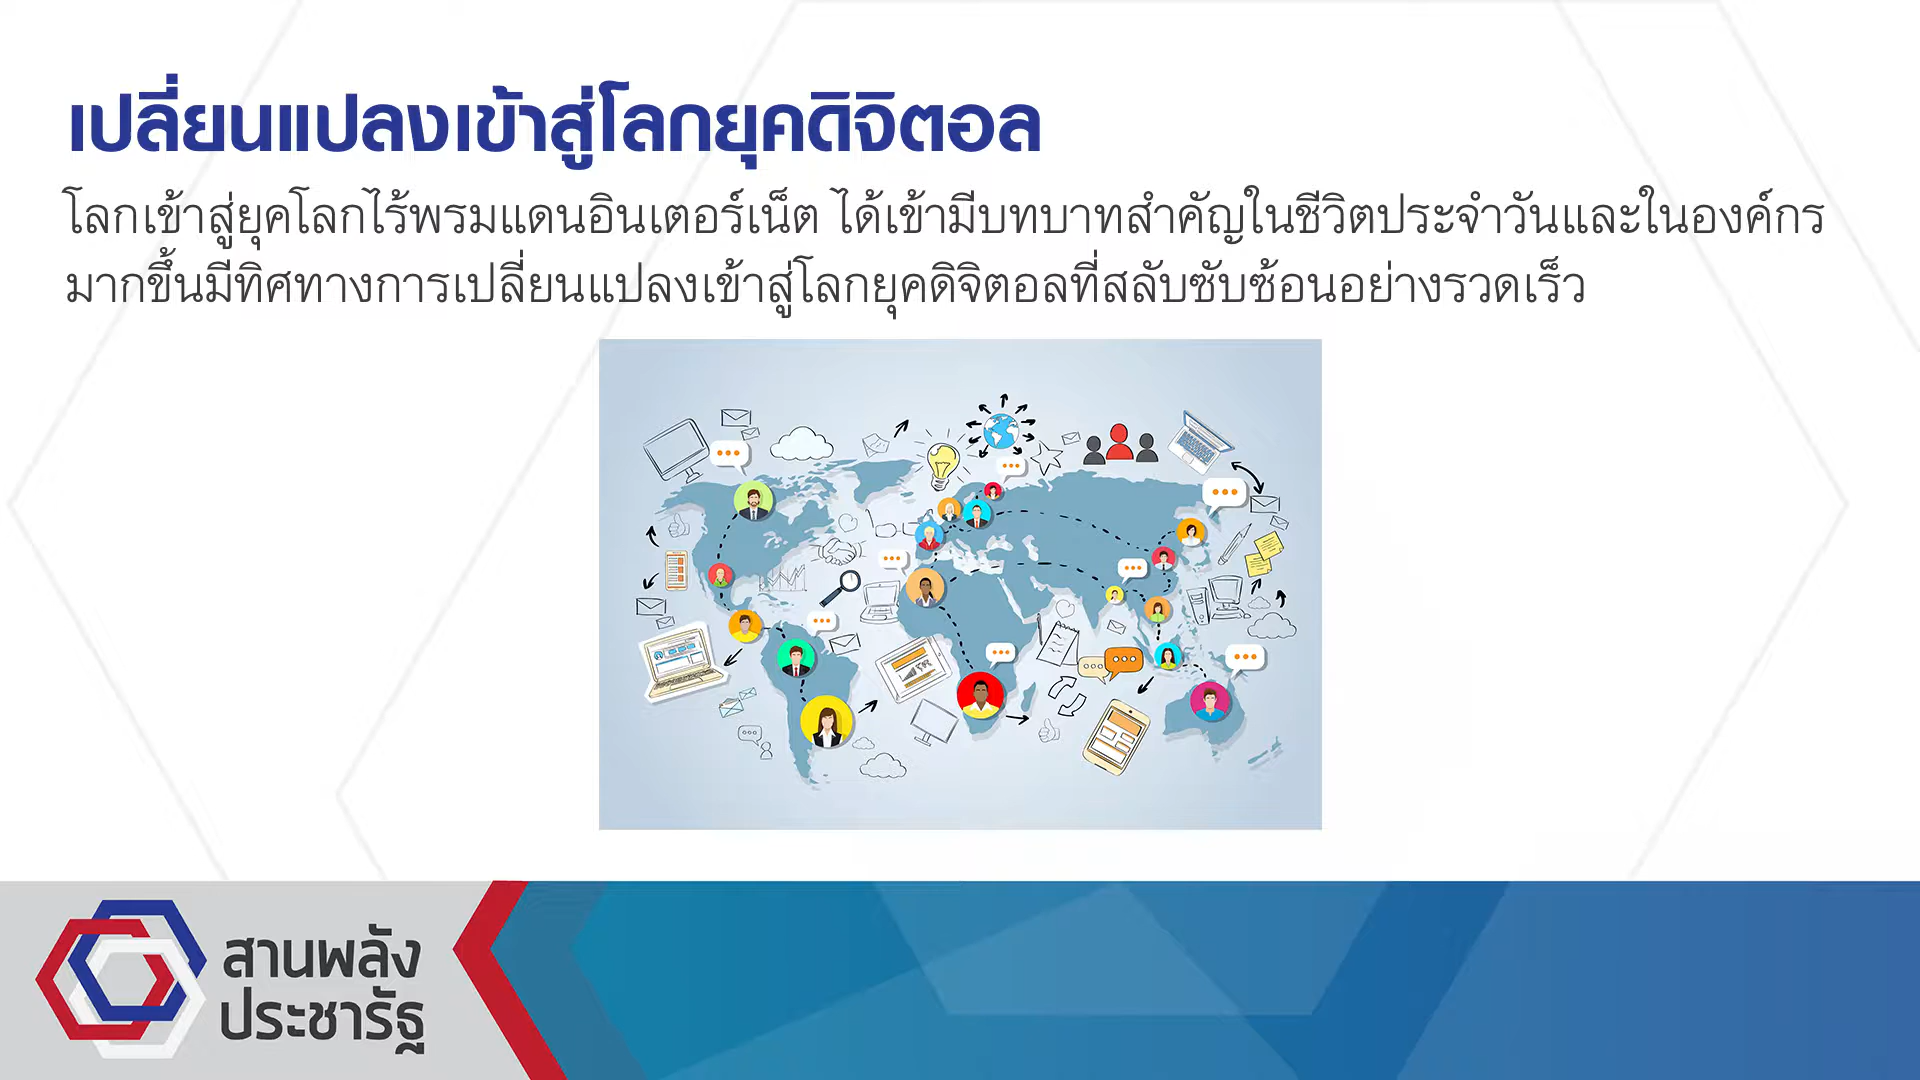 เปลี่ยนแปลงเข้าสู่โลกยุคดิจิตอล
โลกเข้าสู่ยุคโลกไร้พรมแดนอินเตอร์เน็ต ได้เข้ามีบทบาทสำคัญในชีวิตประจำวันและในองค์กร
มากขึ้นมีทิศทางการเปลี่ยนแปลงเข้าสู่โลกยุคดิจิตอลที่สลับซับซ้อนอย่างรวดเร็ว
สานพลัง
ประชารัฐ